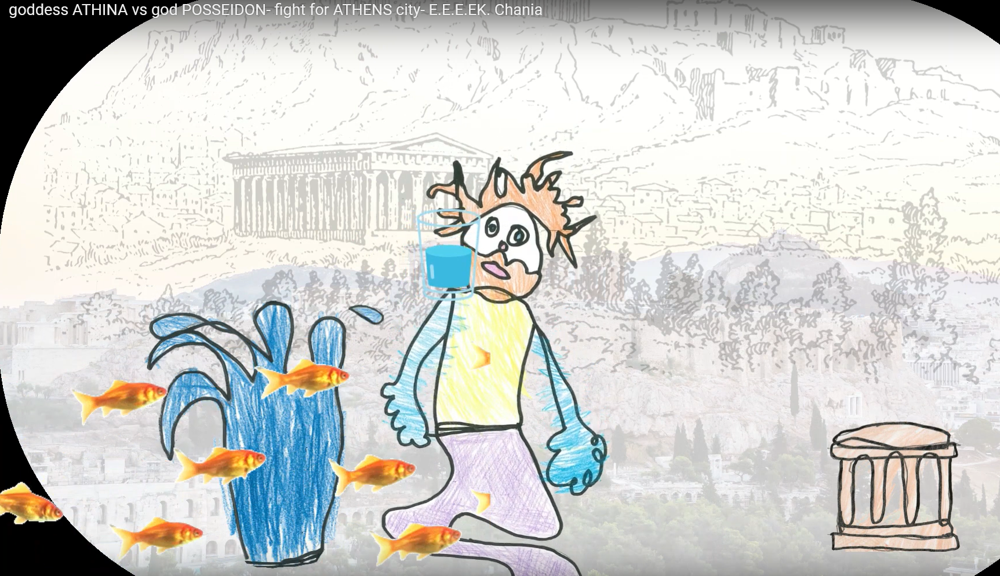 goddess ATHINA vs god POSSEIDON- fight for ATHENS city- E.E.E.EK. Chania